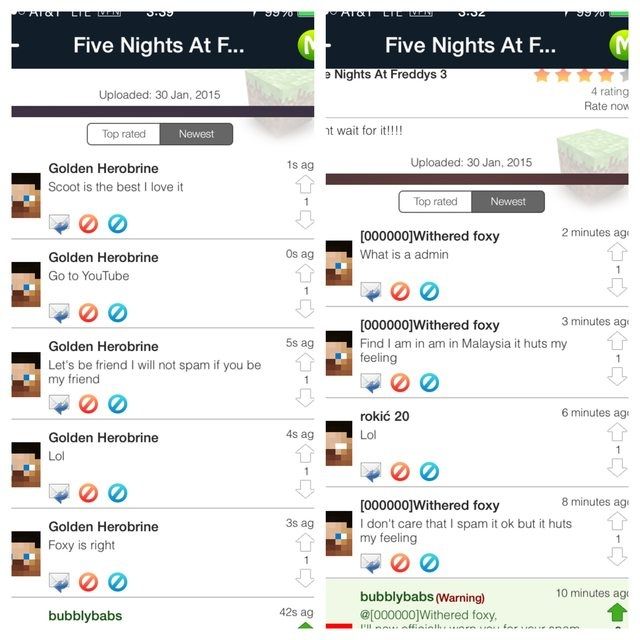 AT&T LTE VPN 3:39 99%
Five Nights At F...
Uploaded: 30 Jan, 2015
Top rated Newest
Golden Herobrine 1s ag
Scoot is the best I love it
1
Golden Herobrine 0s ag
Go to YouTube
1
Golden Herobrine 5s ag
Let's be friend I will not spam if you be
my friend
1
Golden Herobrine 4s ag
Lol
1
Golden Herobrine 3s ag
Foxy is right
1
bubblybabs 42s ag
AT&T LTE VPN 3:32 99%
Five Nights At F...
M
e Nights At Freddys 3
4 rating
Rate now
nt wait for it!!!!
Uploaded: 30 Jan, 2015
Top rated Newest
[000000]Withered foxy 2 minutes ago
What is a admin
1
[000000]Withered foxy 3 minutes ago
Find I am in am in Malaysia it huts my
feeling
1
rokić 20 6 minutes ago
Lol
1
[000000]Withered foxy 8 minutes ago
I don't care that I spam it ok but it huts
my feeling
1
bubblybabs (Warning) 10 minutes ago
@[000000]Withered foxy,
I'll now officially warn you for your spam